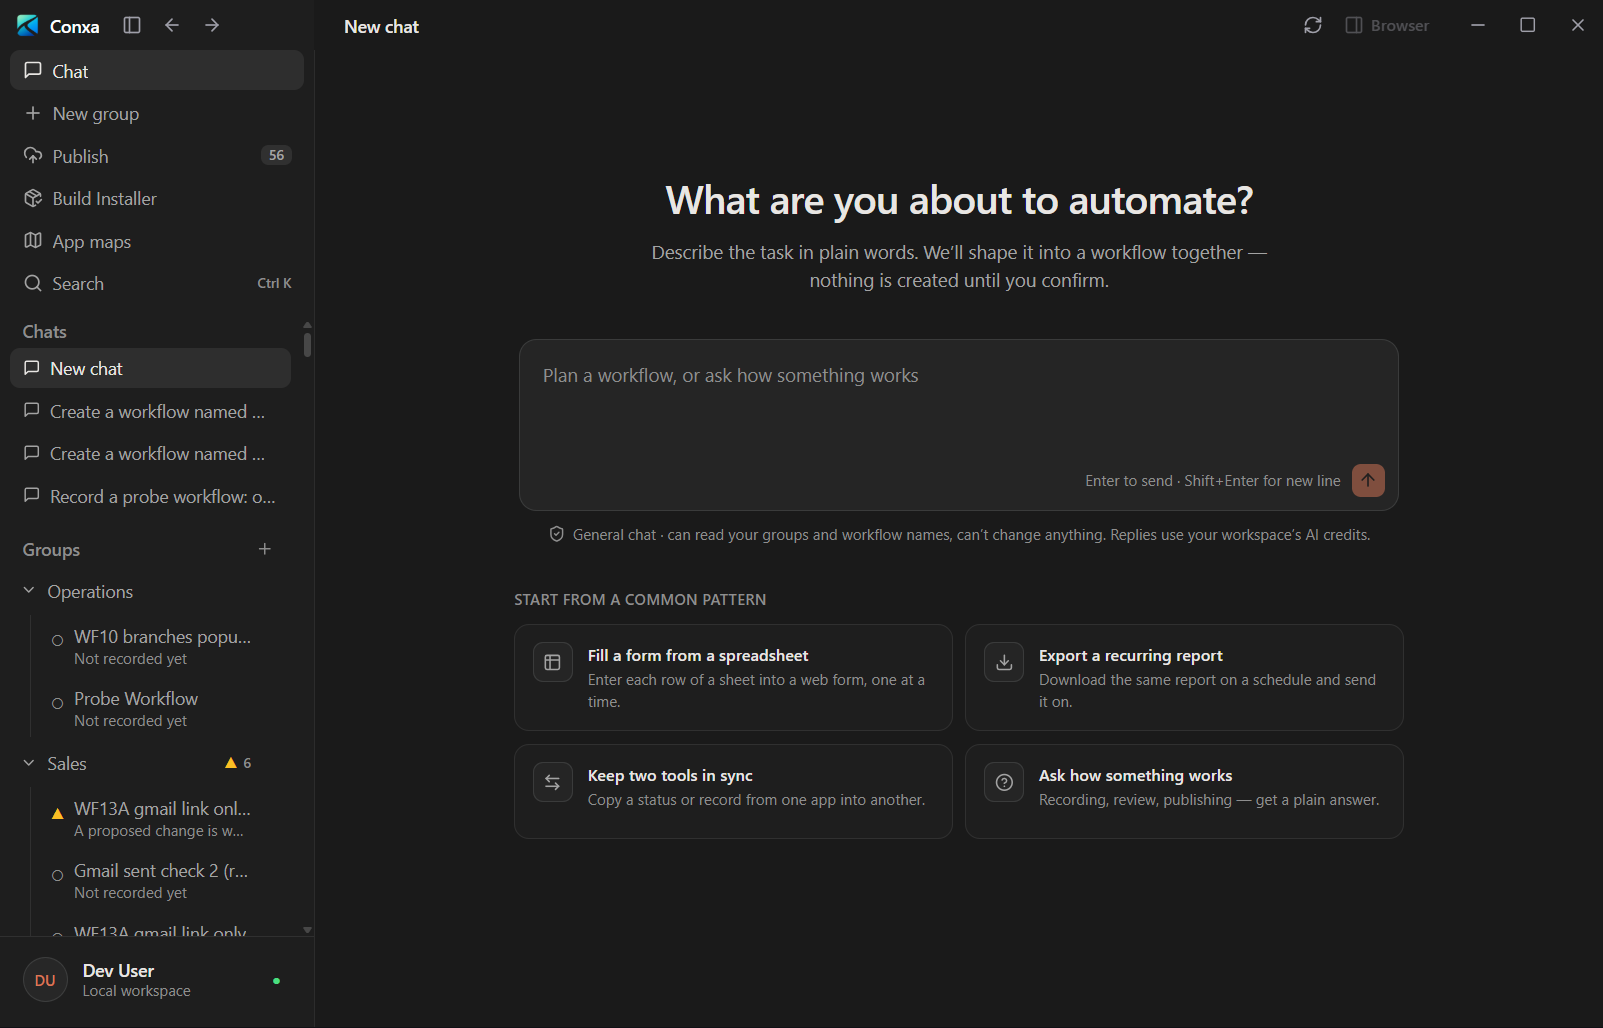 Conxa
New chat
Browser
Chat
New group
Publish
56
Build Installer
App maps
Search
Ctrl K
Chats
New chat
Create a workflow named ...
Create a workflow named ...
Record a probe workflow: o...
Groups
Operations
WF10 branches popu...
Not recorded yet
Probe Workflow
Not recorded yet
Sales
6
WF13A gmail link onl...
A proposed change is w...
Gmail sent check 2 (r...
Not recorded yet
WF13A gmail link only
DU
Dev User
Local workspace
What are you about to automate?
Describe the task in plain words. We’ll shape it into a workflow together —
nothing is created until you confirm.
Plan a workflow, or ask how something works
Enter to send · Shift+Enter for new line
General chat · can read your groups and workflow names, can’t change anything. Replies use your workspace’s AI credits.
START FROM A COMMON PATTERN
Fill a form from a spreadsheet
Enter each row of a sheet into a web form, one at a
time.
Export a recurring report
Download the same report on a schedule and send
it on.
Keep two tools in sync
Copy a status or record from one app into another.
Ask how something works
Recording, review, publishing — get a plain answer.